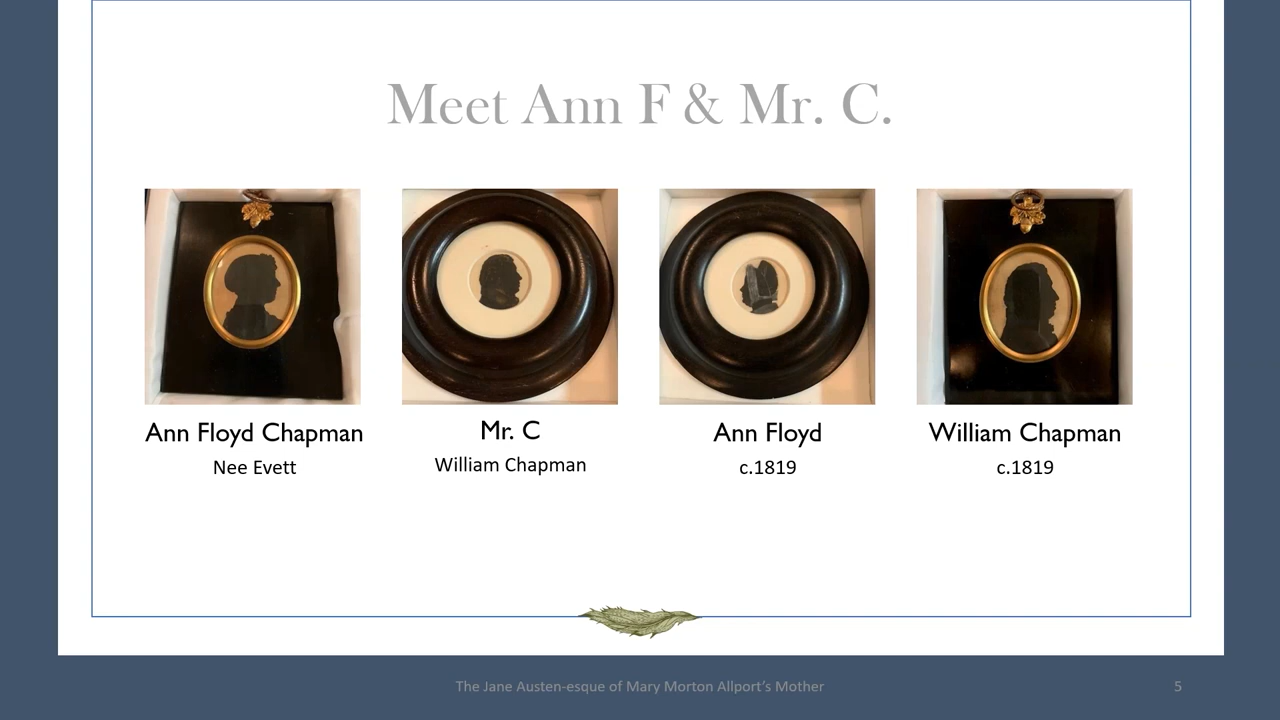 Meet Ann F & Mr. C.
Ann Floyd Chapman
Nee Evett
Mr. C
William Chapman
Ann Floyd
c.1819
William Chapman
c.1819
The Jane Austen-esque of Mary Morton Allport’s Mother
5